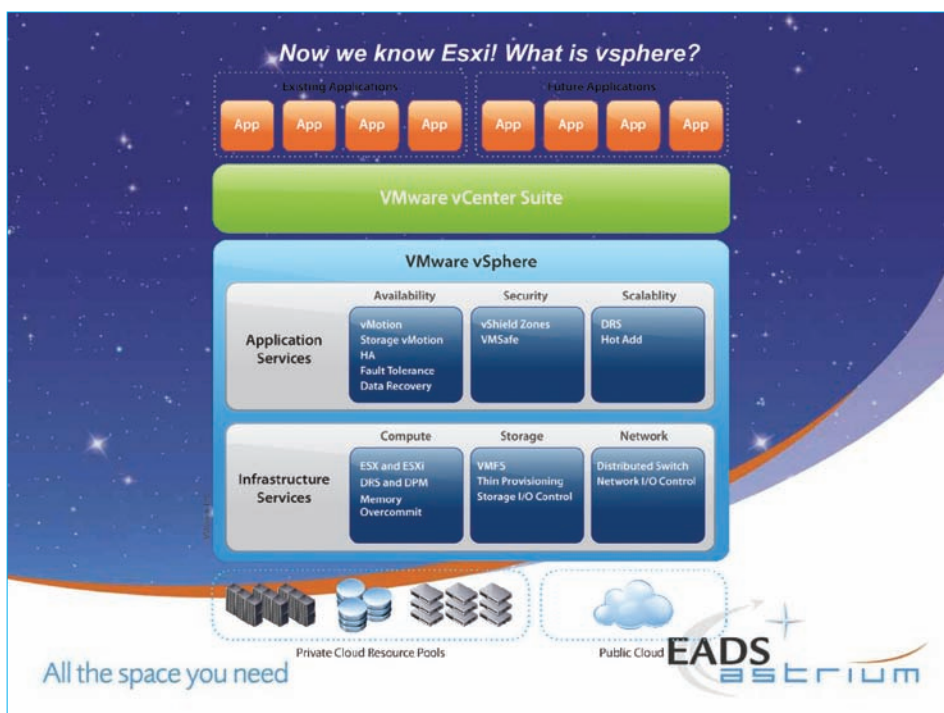 Now we know Esxi! What is vsphere?
Existing Applications
Future Applications
App App App App App App App App
VMware vCenter Suite
VMware vSphere
Application
Services
Availability
vMotion
Storage vMotion
HA
Fault Tolerance
Data Recovery
Security
vShield Zones
VMSafe
Scalablity
DRS
Hot Add
Infrastructure
Services
Compute
ESX and ESXi
DRS and DPM
Memory
Overcommit
Storage
VMFS
Thin Provisioning
Storage I/O Control
Network
Distributed Switch
Network I/O Control
Private Cloud Resource Pools
Public Cloud
All the space you need
EADS
astrium